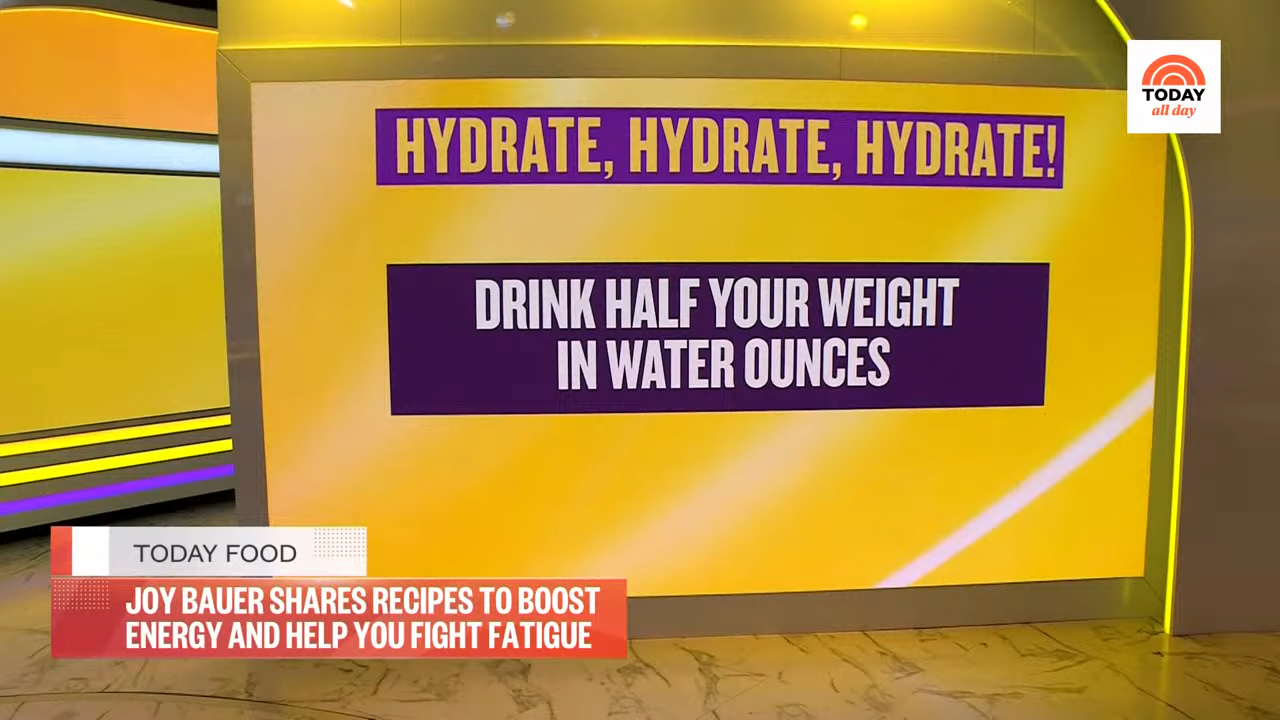 TODAY
all day
HYDRATE, HYDRATE, HYDRATE!
DRINK HALF YOUR WEIGHT
IN WATER OUNCES
TODAY FOOD
JOY BAUER SHARES RECIPES TO BOOST
ENERGY AND HELP YOU FIGHT FATIGUE